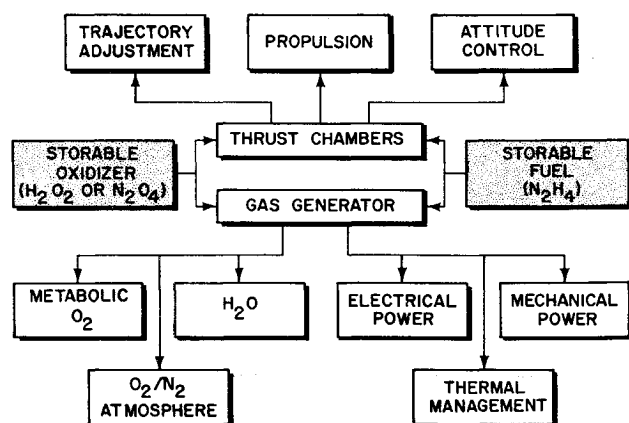 TRAJECTORY
ADJUSTMENT
PROPULSION
ATTITUDE
CONTROL
THRUST CHAMBERS
STORABLE
OXIDIZER
(H₂O₂ OR N₂O₄)
STORABLE
FUEL
(N₂H₄)
GAS GENERATOR
METABOLIC
O₂
H₂O
ELECTRICAL
POWER
MECHANICAL
POWER
O₂/N₂
ATMOSPHERE
THERMAL
MANAGEMENT